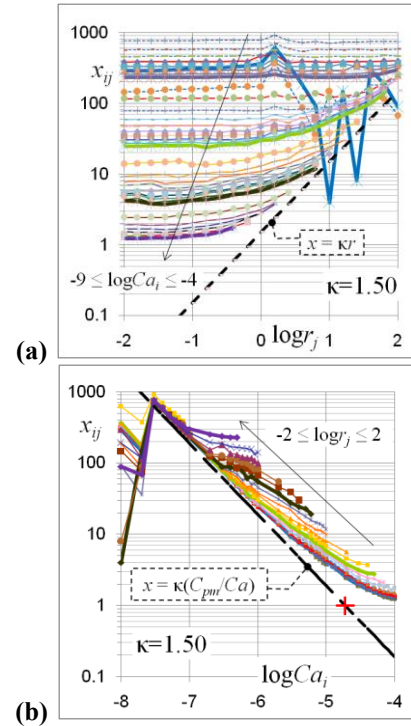 1000
x_ij
100
10
x = κr
1
-9 ≤ logCa_i ≤ -4
κ=1.50
0.1
-2 -1 0 1 2
logr_j
(a)
1000
x_ij
-2 ≤ logr_j ≤ 2
100
10
x = κ(C_pm/Ca)
1
κ=1.50
0.1
logCa_i
-8 -7 -6 -5 -4
(b)